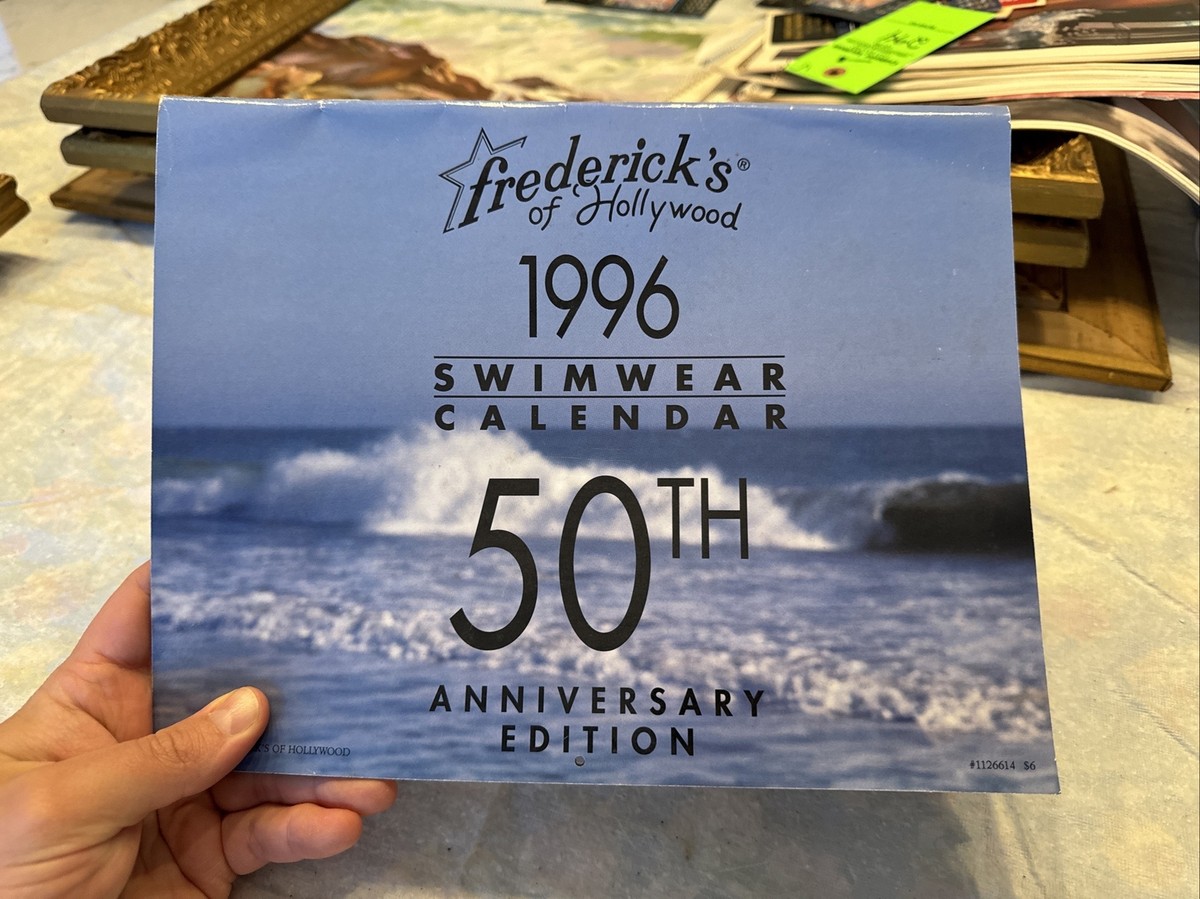 frederick's®
of Hollywood
1996
SWIMWEAR
CALENDAR
50TH
ANNIVERSARY
EDITION
OF HOLLYWOOD
#1126614 $6